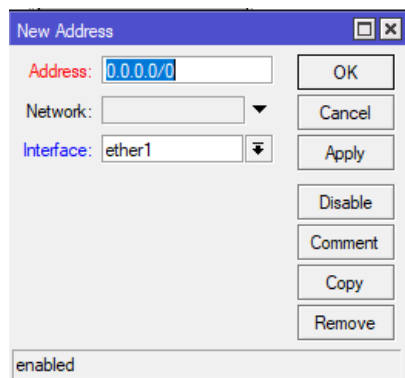 New Address
Address: 0.0.0.0/0
OK
Network:
Cancel
Interface: ether1
Apply
Disable
Comment
Copy
Remove
enabled